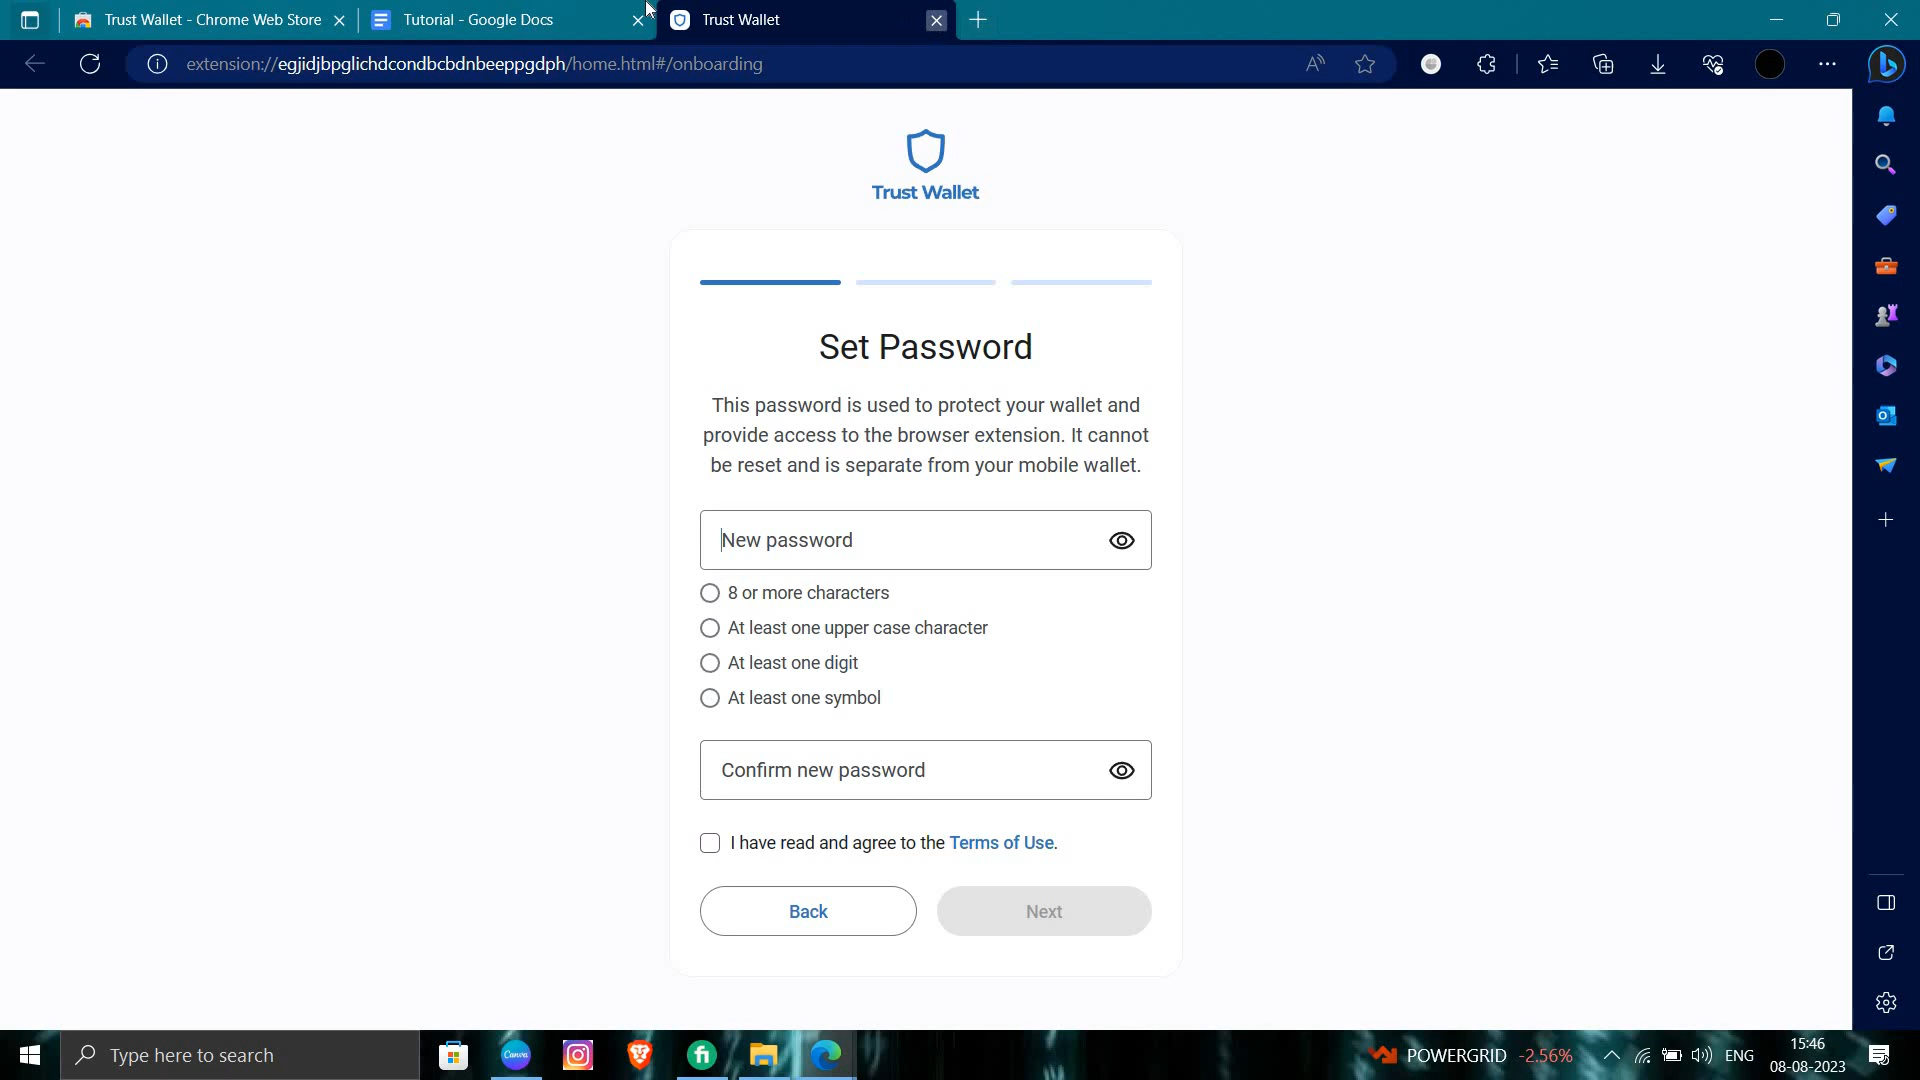 Trust Wallet - Chrome Web Store
Tutorial - Google Docs
Trust Wallet
extension://egjidjbpglichdcondbcbdnbeeppgdph/home.html#/onboarding
Trust Wallet
Set Password
This password is used to protect your wallet and
provide access to the browser extension. It cannot
be reset and is separate from your mobile wallet.
New password
8 or more characters
At least one upper case character
At least one digit
At least one symbol
Confirm new password
I have read and agree to the Terms of Use.
Back
Next
Type here to search
Canva
POWERGRID -2.56%
ENG
15:46
08-08-2023